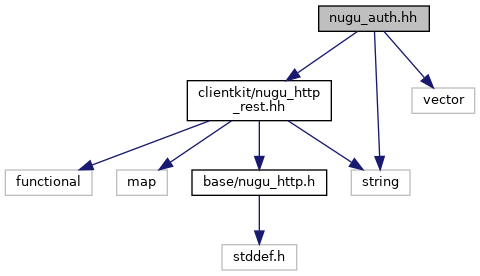 nugu_auth.hh
clientkit/nugu_http
_rest.hh
vector
functional
map
base/nugu_http.h
string
stddef.h